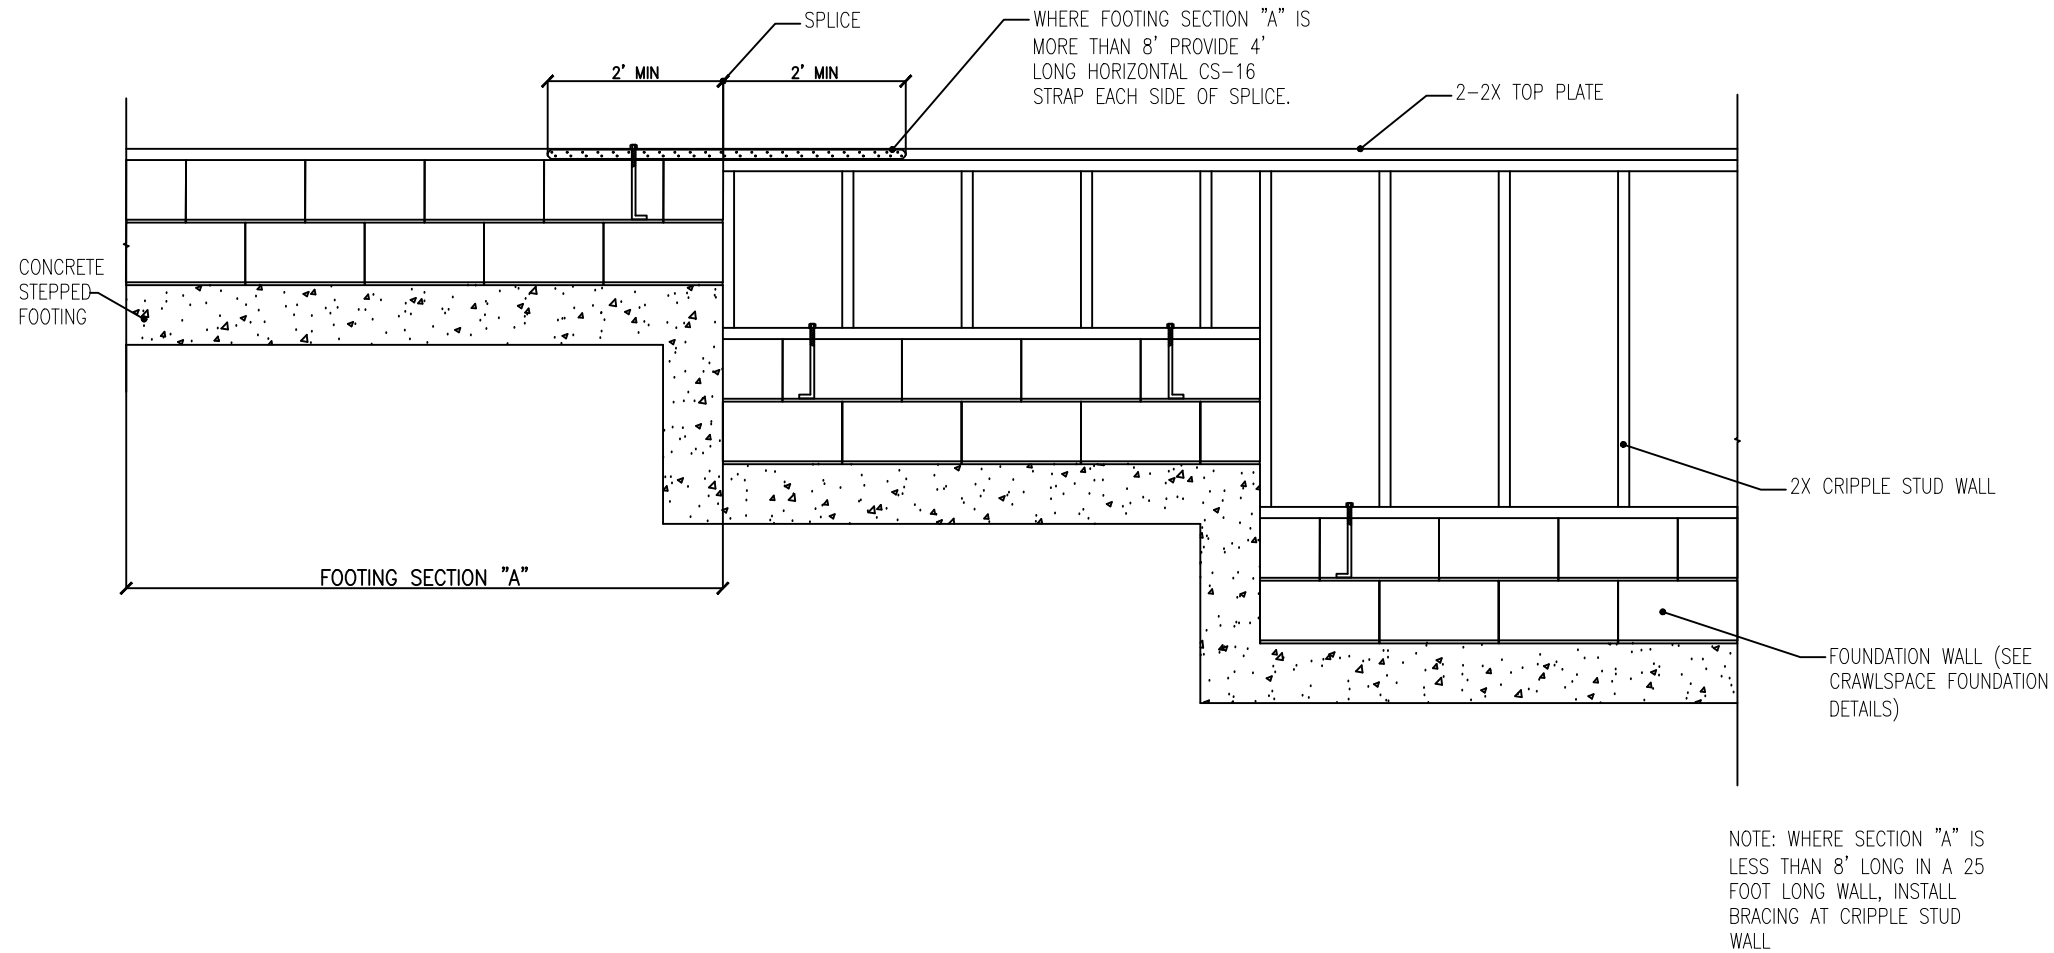 SPLICE
WHERE FOOTING SECTION "A" IS
MORE THAN 8' PROVIDE 4'
LONG HORIZONTAL CS-16
STRAP EACH SIDE OF SPLICE.
2' MIN
2' MIN
2-2X TOP PLATE
CONCRETE
STEPPED
FOOTING
2X CRIPPLE STUD WALL
FOOTING SECTION "A"
FOUNDATION WALL (SEE
CRAWLSPACE FOUNDATION
DETAILS)
NOTE: WHERE SECTION "A" IS
LESS THAN 8' LONG IN A 25
FOOT LONG WALL, INSTALL
BRACING AT CRIPPLE STUD
WALL